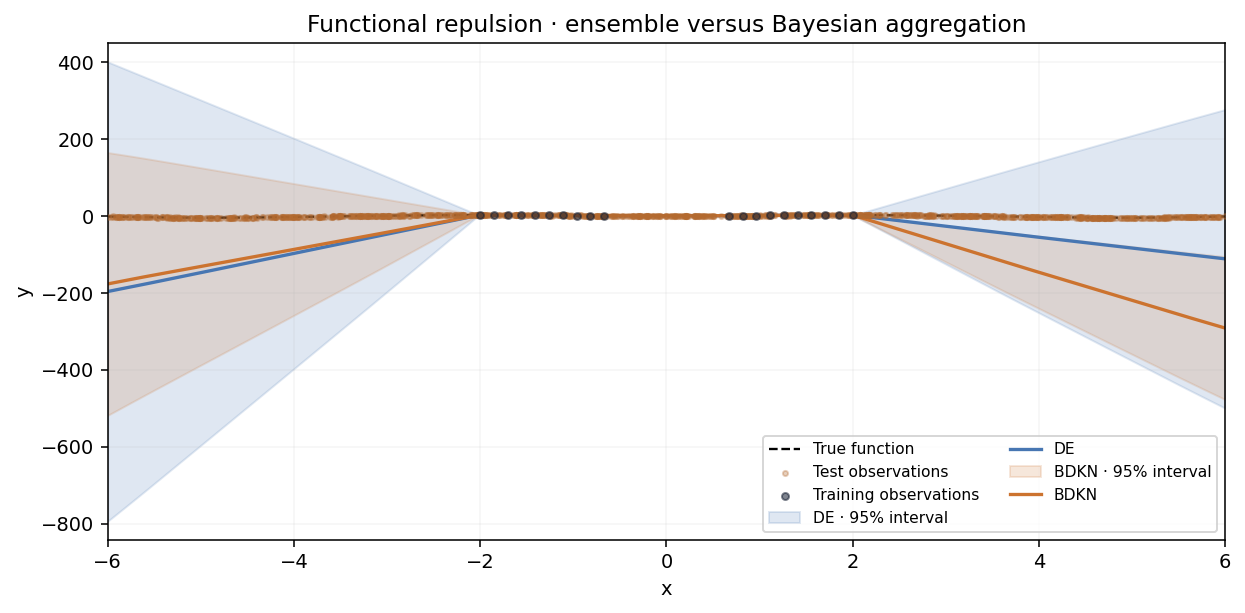 Functional repulsion · ensemble versus Bayesian aggregation
400
200
0
−200
−400
−600
−800
y
−6
−4
−2
0
2
4
6
x
True function
Test observations
Training observations
DE · 95% interval
DE
BDKN · 95% interval
BDKN